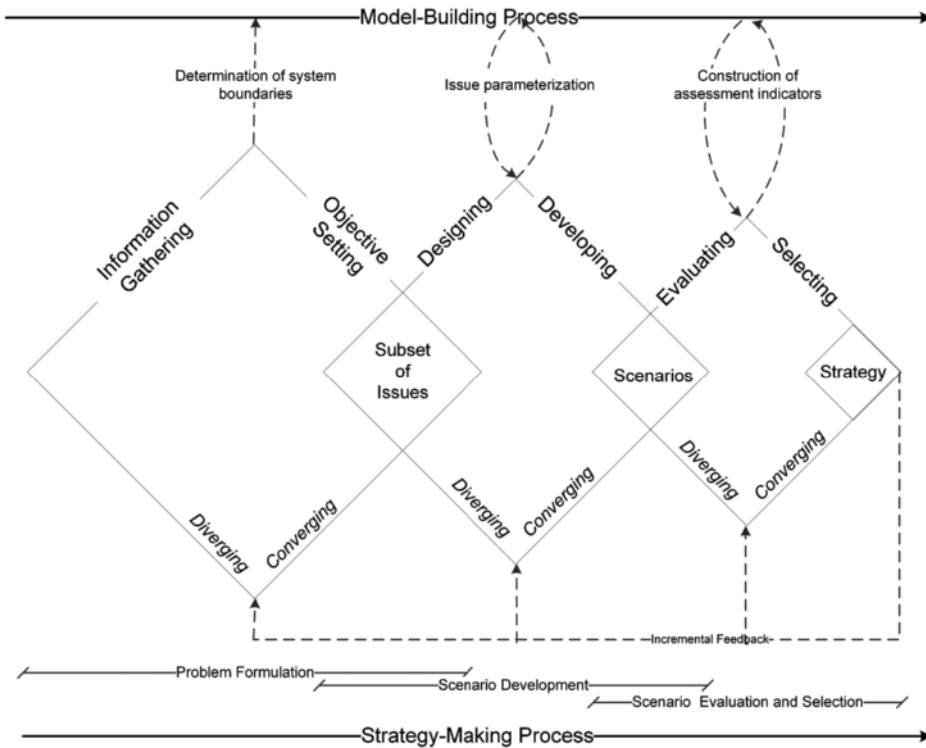 Model-Building Process
Determination of system
boundaries
Issue parameterization
Construction of
assessment indicators
Information
Gathering
Objective
Setting
Designing
Developing
Evaluating
Selecting
Subset
of
Issues
Scenarios
Strategy
Diverging
Converging
Diverging
Converging
Diverging
Converging
Incremental Feedback
Problem Formulation
Scenario Development
Scenario Evaluation and Selection
Strategy-Making Process